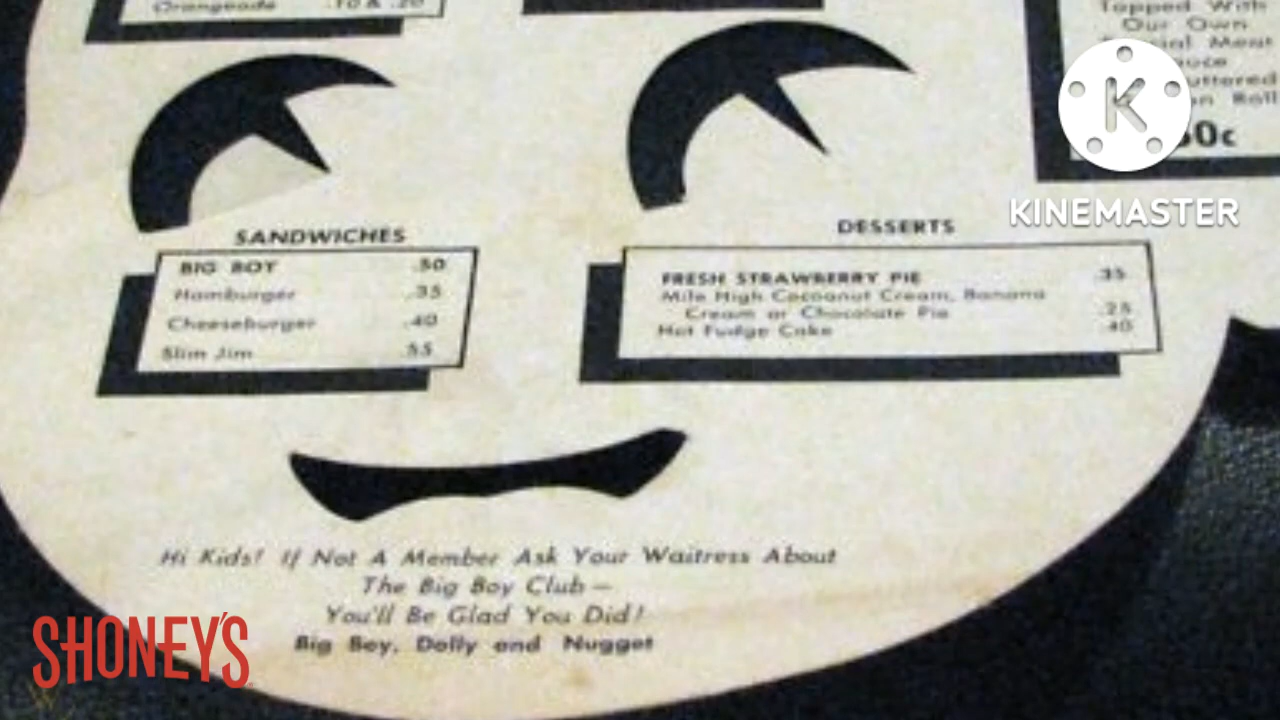 Orangeade .10 & .20
Topped With
Our Own
Meat
uttered
Roll
KINEMASTER
SANDWICHES
BIG BOY .50
Hamburger .35
Cheeseburger .40
Slim Jim .55
DESSERTS
FRESH STRAWBERRY PIE .35
Mile High Cocoanut Cream, Banana
Cream or Chocolate Pie .25
Hot Fudge Cake .40
Hi Kids! If Not A Member Ask Your Waitress About
The Big Boy Club—
You'll Be Glad You Did!
Big Boy, Dolly and Nugget
SHONEY'S